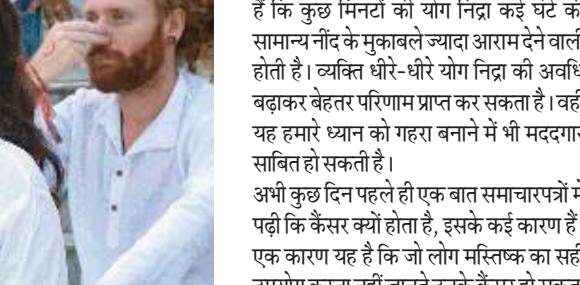 हैं कि कुछ मिनटों की योग निद्रा कई घंटे क
सामान्य नींद के मुकाबले ज्यादा आराम देने वाली
होती है। व्यक्ति धीरे-धीरे योग निद्रा की अवधि
बढ़ाकर बेहतर परिणाम प्राप्त कर सकता है। वही
यह हमारे ध्यान को गहरा बनाने में भी मददगार
साबित हो सकती है।
अभी कुछ दिन पहले ही एक बात समाचारपत्रों मे
पढ़ी कि कैंसर क्यों होता है, इसके कई कारण हैं
एक कारण यह है कि जो लोग मस्तिष्क का सही